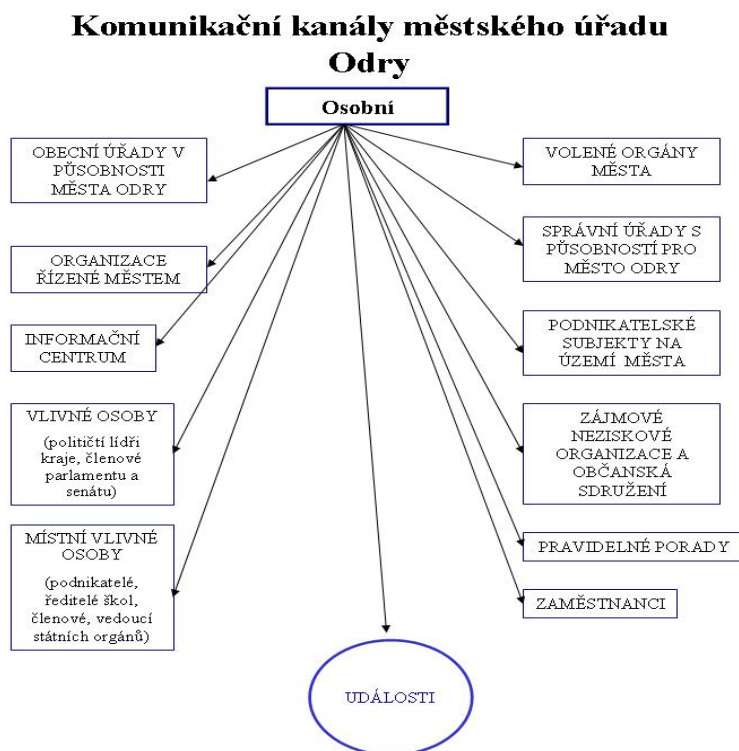 Komunikační kanály městského úřadu
Odry
Osobní
OBECNÍ ÚŘADY V
PŮSOBNOSTI
MĚSTA ODRY
ORGANIZACE
ŘÍZENÉ MĚSTEM
INFORMAČNÍ
CENTRUM
VLIVNÉ OSOBY
(političtí lídři
kraje, členové
parlamentu a
senátu)
MÍSTNÍ VLIVNÉ
OSOBY
(podnikatelé,
ředitelé škol,
členové, vedoucí
státních orgánů)
VOLENÉ ORGÁNY
MĚSTA
SPRÁVNÍ ÚŘADY S
PŮSOBNOSTÍ PRO
MĚSTO ODRY
PODNIKATELSKÉ
SUBJEKTY NA
ÚZEMÍ MĚSTA
ZÁJMOVÉ
NEZISKOVÉ
ORGANIZACE A
OBČANSKÁ
SDRUŽENÍ
PRAVIDELNÉ PORADY
ZAMĚSTNANCI
UDÁLOSTI